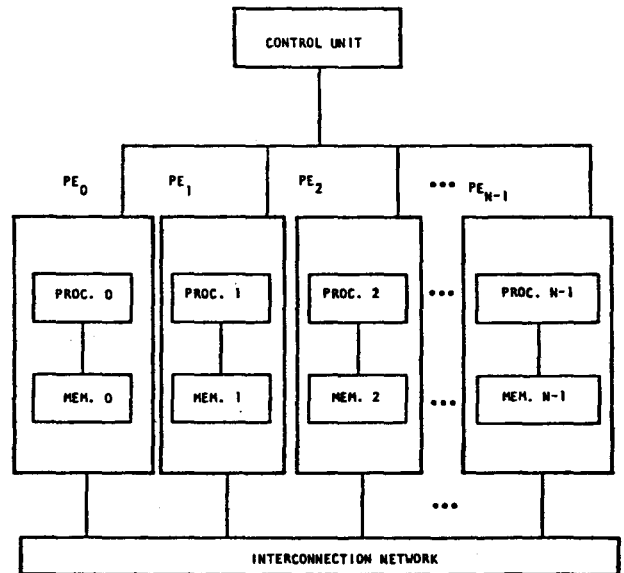 CONTROL UNIT
PE0 PE1 PE2 ••• PEN-1
PROC. 0 PROC. 1 PROC. 2 ••• PROC. N-1
MEM. 0 MEM. 1 MEM. 2 ••• MEM. N-1
•••
INTERCONNECTION NETWORK